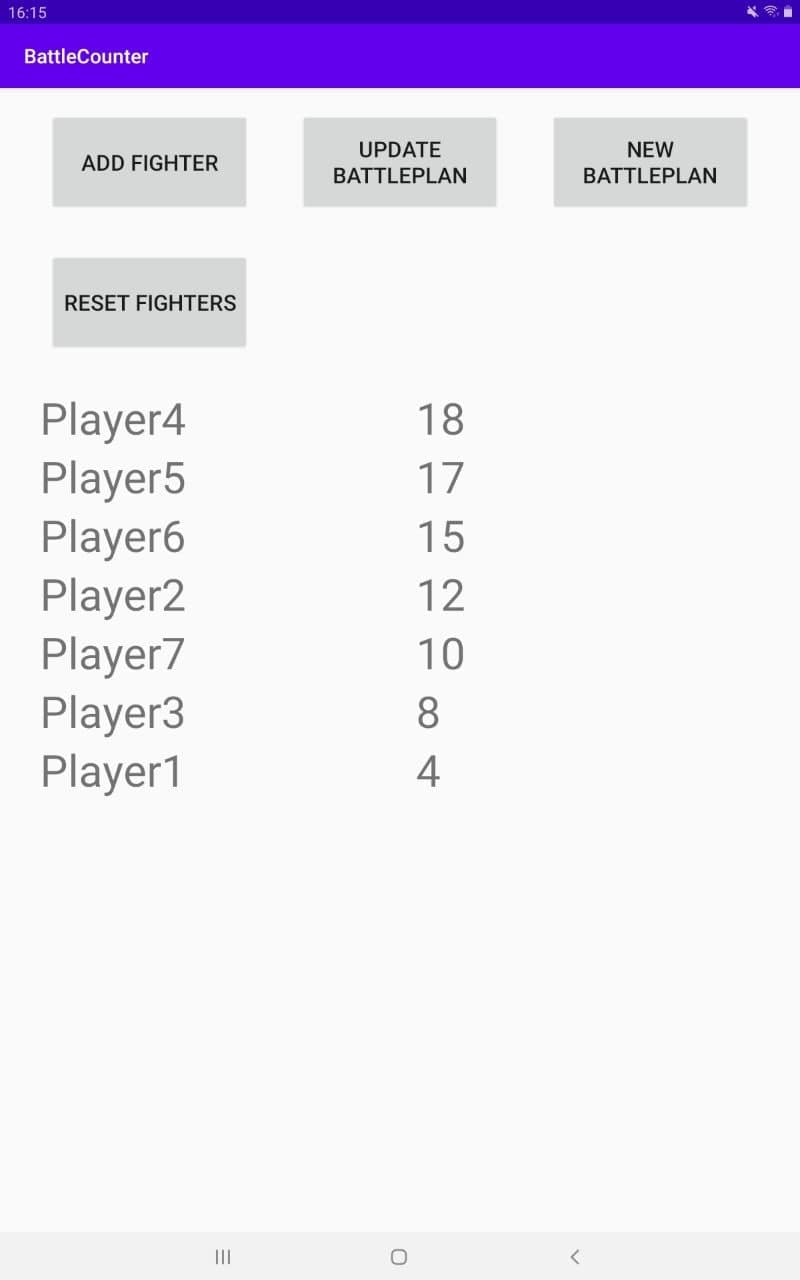 16:15
BattleCounter
ADD FIGHTER
UPDATE
BATTLEPLAN
NEW
BATTLEPLAN
RESET FIGHTERS
Player4 18
Player5 17
Player6 15
Player2 12
Player7 10
Player3 8
Player1 4